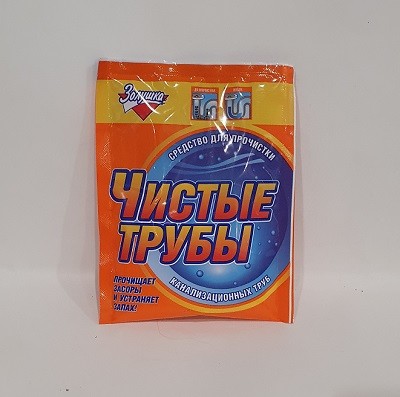 Золушка
СРЕДСТВО ДЛЯ ПРОЧИСТКИ
ЧИСТЫЕ
ТРУБЫ
КАНАЛИЗАЦИОННЫХ ТРУБ
ПРОЧИЩАЕТ
ЗАСОРЫ
И УСТРАНЯЕТ
ЗАПАХ!